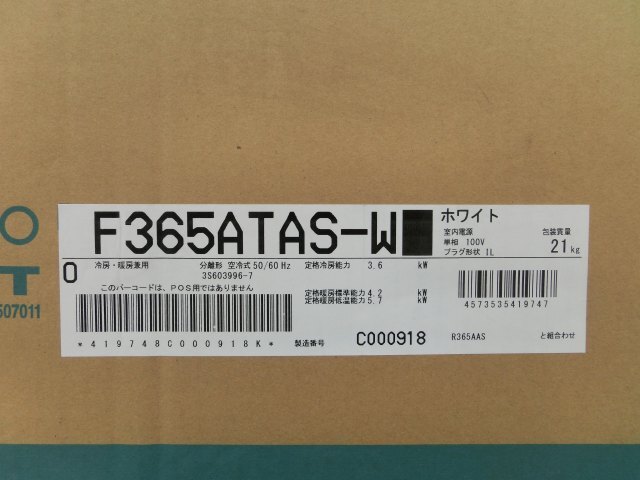 O
T
507011
F365ATAS-W■
ホワイト
室内電源
単相 100V
プラグ形状 IL
包装質量
21kg
0
冷房・暖房兼用
分離形 空冷式 50/60Hz
3S603996-7
定格冷房能力 3.6 kW
このバーコードは、POS用ではありません
定格暖房標準能力 4.2 kW
定格暖房低温能力 5.7 kW
4573535419747
*419748C000918K*
製造番号 C000918
R365AAS と組合わせ